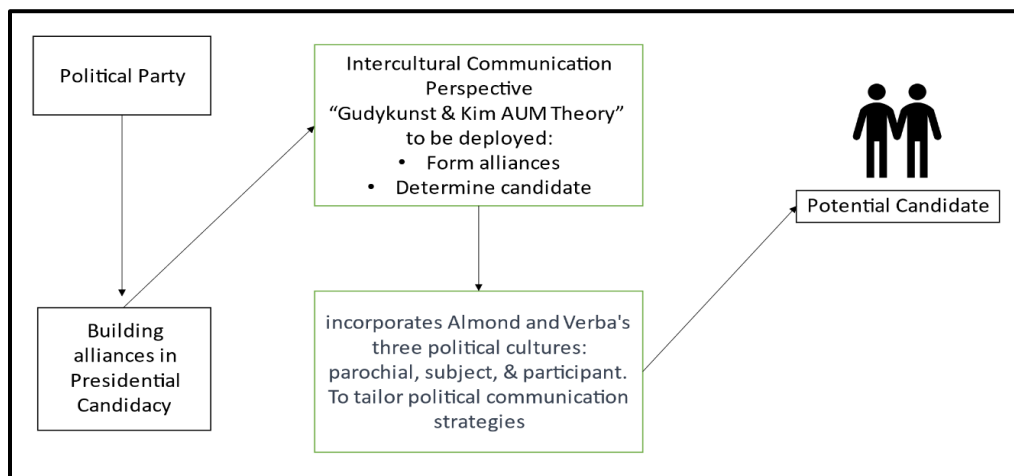 Political Party
Building
alliances in
Presidential
Candidacy
Intercultural Communication
Perspective
“Gudykunst & Kim AUM Theory”
to be deployed:
• Form alliances
• Determine candidate
incorporates Almond and Verba's
three political cultures:
parochial, subject, & participant.
To tailor political communication
strategies
Potential Candidate